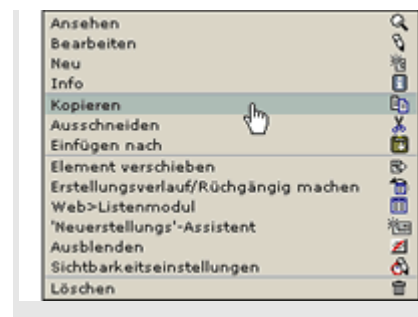 Ansehen
Bearbeiten
Neu
Info
Kopieren
Ausschneiden
Einfügen nach
Element verschieben
Erstellungsverlauf/Rüchgängig machen
Web>Listenmodul
'Neuerstellungs'-Assistent
Ausblenden
Sichtbarkeitseinstellungen
Löschen